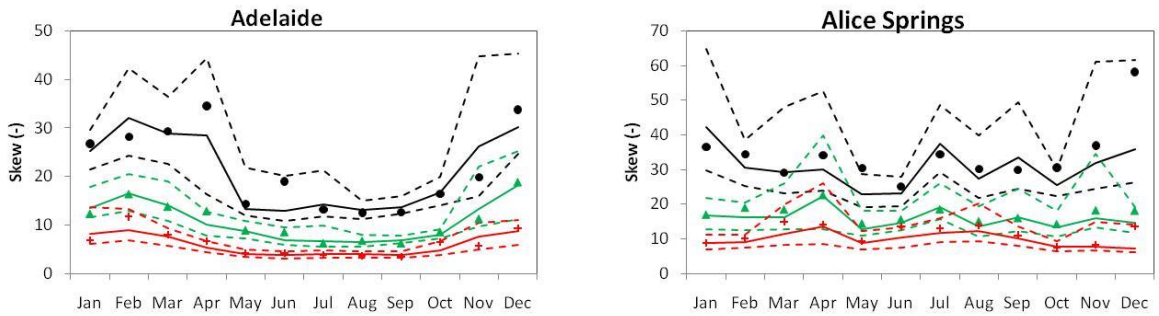 Adelaide
50
40
30
20
10
0
Skew (-)
Jan Feb Mar Apr May Jun Jul Aug Sep Oct Nov Dec
Alice Springs
70
60
50
40
30
20
10
0
Skew (-)
Jan Feb Mar Apr May Jun Jul Aug Sep Oct Nov Dec